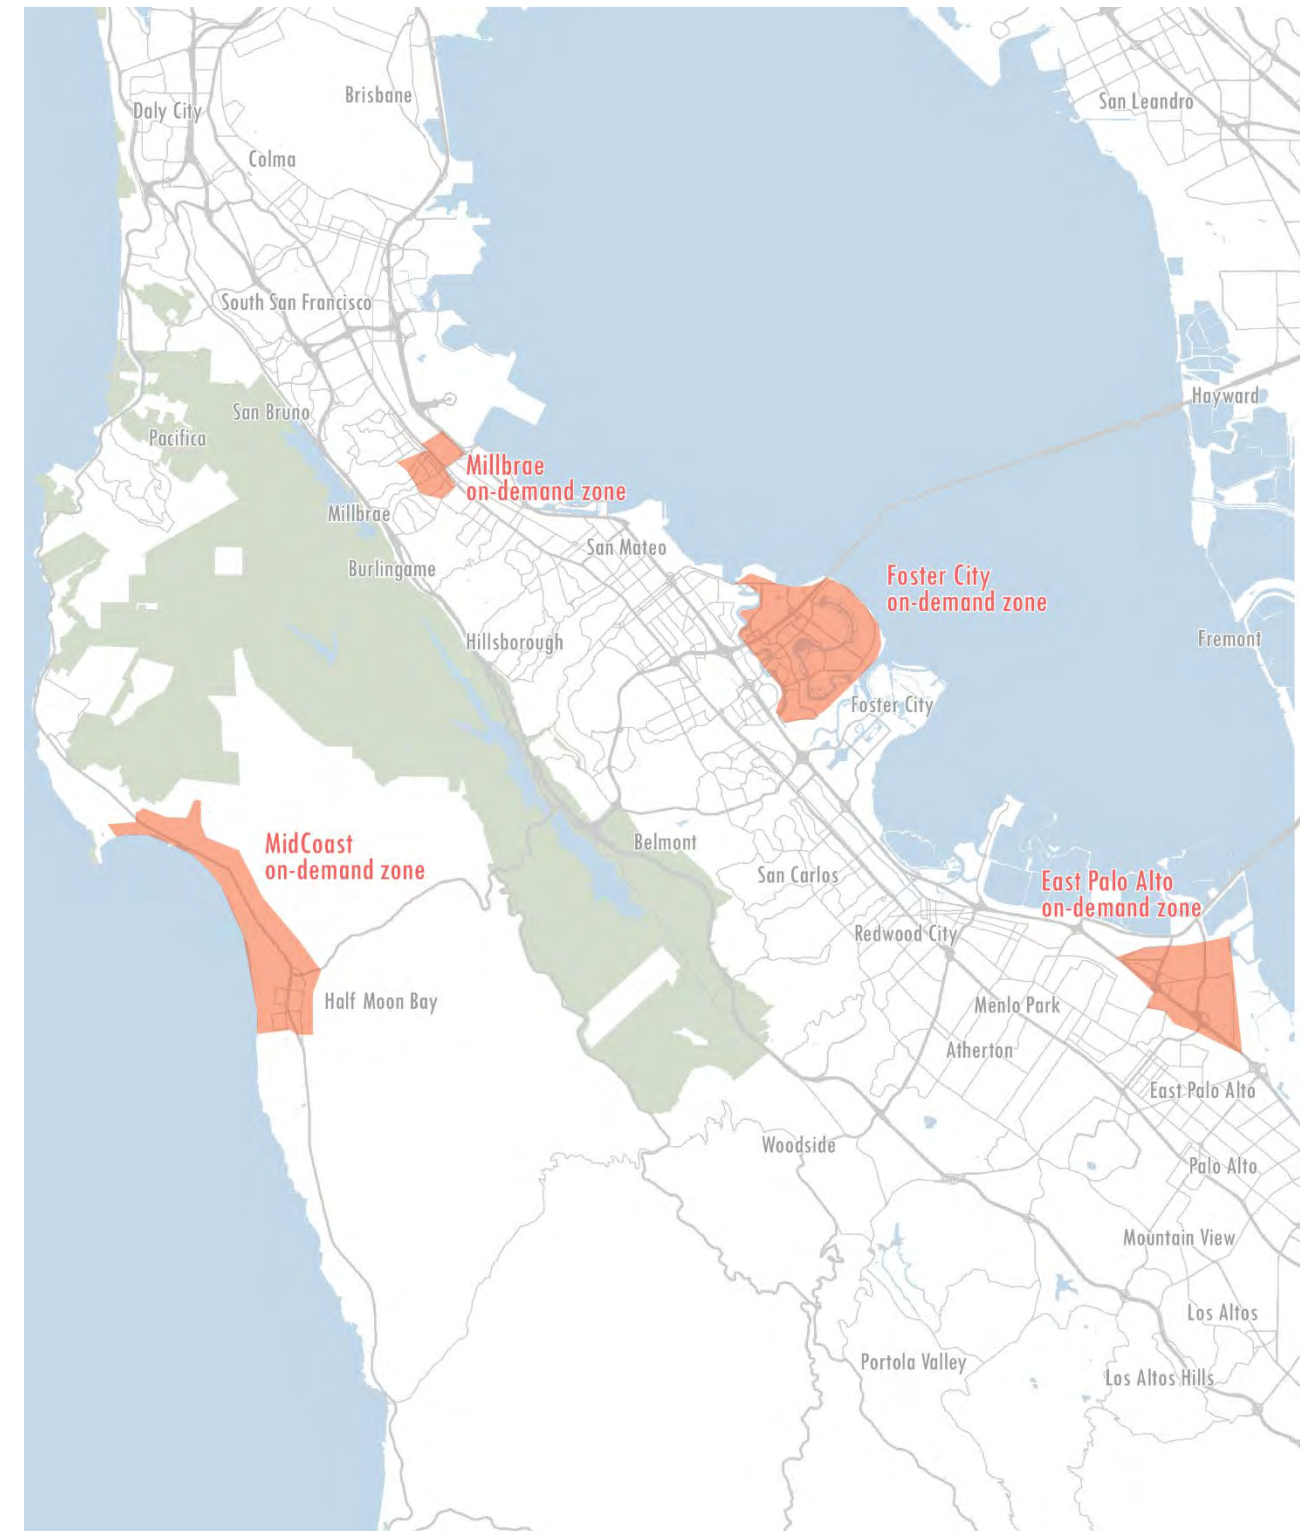 Brisbane
San Leandro
Daly City
Colma
South San Francisco
Hayward
San Bruno
Pacifica
Millbrae
on-demand zone
Millbrae
San Mateo
Burlingame
Foster City
on-demand zone
Fremont
Hillsborough
Foster City
MidCoast
on-demand zone
Belmont
San Carlos
East Palo Alto
on-demand zone
Redwood City
Half Moon Bay
Menlo Park
Atherton
East Palo Alto
Woodside
Palo Alto
Mountain View
Los Altos
Portola Valley
Los Altos Hills